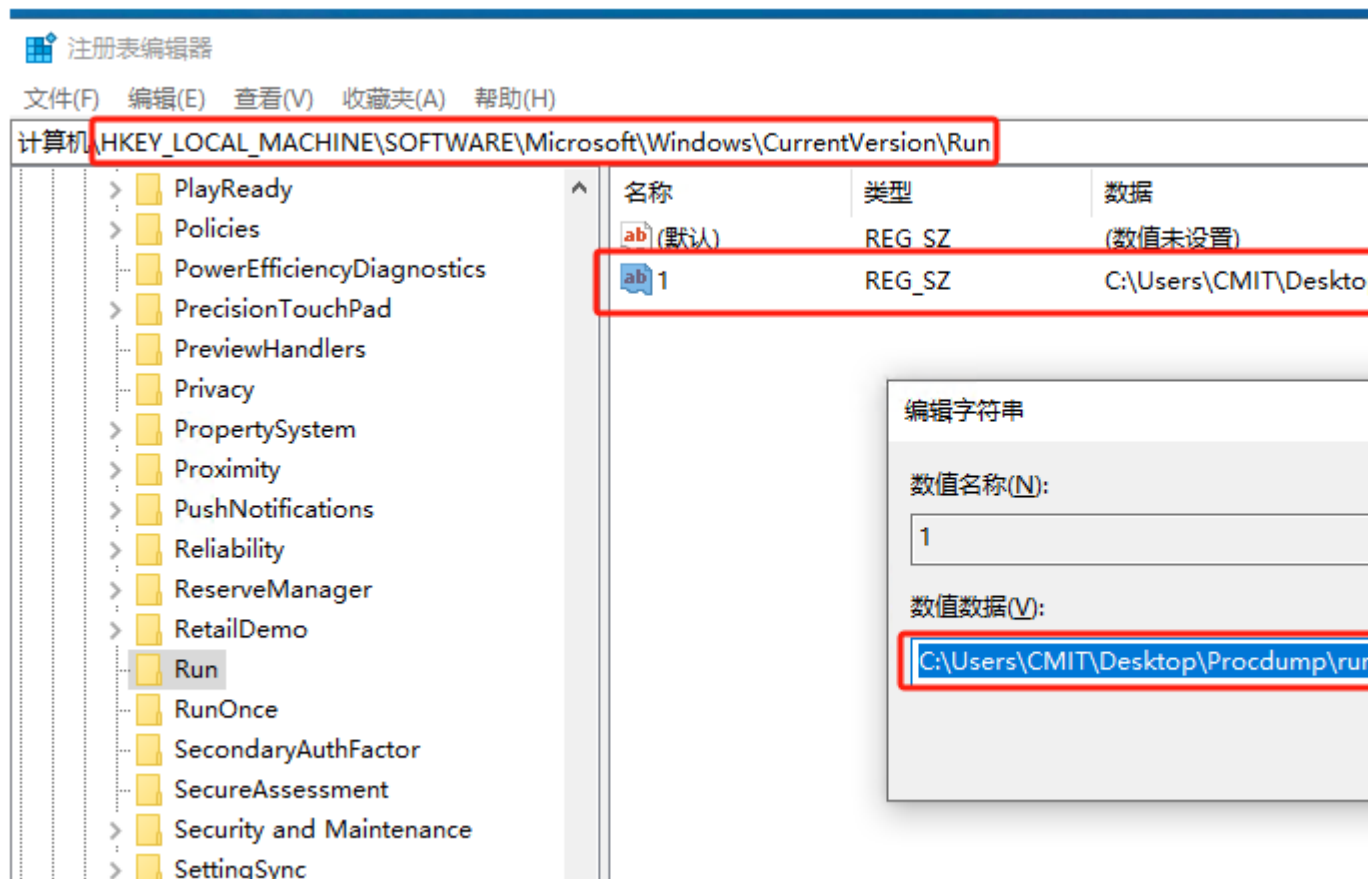 注册表编辑器
文件(F) 编辑(E) 查看(V) 收藏夹(A) 帮助(H)
计算机\HKEY_LOCAL_MACHINE\SOFTWARE\Microsoft\Windows\CurrentVersion\Run
PlayReady
Policies
PowerEfficiencyDiagnostics
PrecisionTouchPad
PreviewHandlers
Privacy
PropertySystem
Proximity
PushNotifications
Reliability
ReserveManager
RetailDemo
Run
RunOnce
SecondaryAuthFactor
SecureAssessment
Security and Maintenance
SettingSync
名称 类型 数据
ab (默认) REG_SZ (数值未设置)
ab 1 REG_SZ C:\Users\CMIT\Deskto
编辑字符串
数值名称(N):
1
数值数据(V):
C:\Users\CMIT\Desktop\Procdump\run